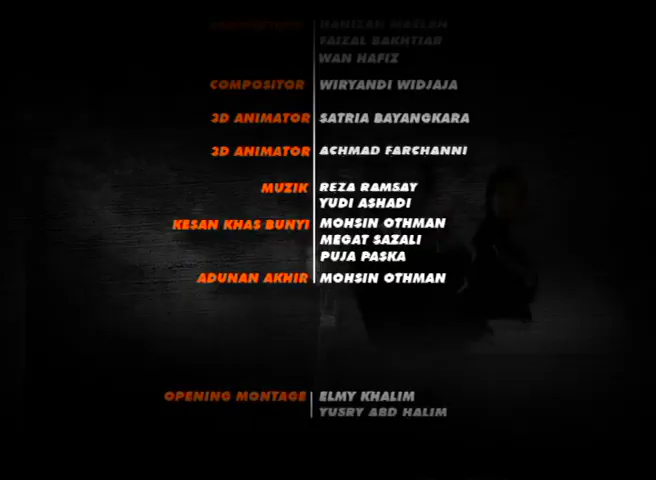 HANIZAM MAZLAN
FAIZAL BAKHTIAR
WAN HAFIZ
COMPOSITOR WIRYANDI WIDJAJA
3D ANIMATOR SATRIA BAYANGKARA
3D ANIMATOR ACHMAD FARCHANNI
MUZIK REZA RAMSAY
YUDI ASHADI
KESAN KHAS BUNYI MOHSIN OTHMAN
MEGAT SAZALI
PUJA PASKA
ADUNAN AKHIR MOHSIN OTHMAN
OPENING MONTAGE ELMY KHALIM
YUSRY ABD HALIM